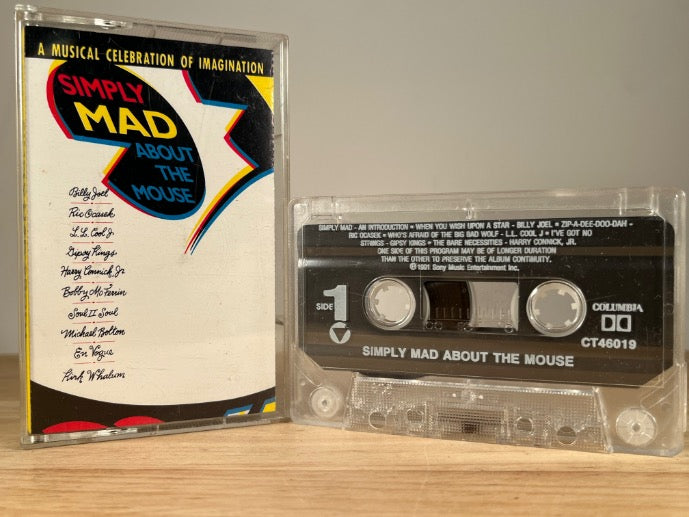 A MUSICAL CELEBRATION OF IMAGINATION
SIMPLY
MAD
ABOUT
THE
MOUSE
Billy Joel
Ric Ocasek
L.L. Cool J
Gipsy Kings
Harry Connick, Jr.
Bobby McFerrin
Soul II Soul
Michael Bolton
En Vogue
Kirk Whalum
SIMPLY MAD - AN INTRODUCTION • WHEN YOU WISH UPON A STAR - BILLY JOEL • ZIP-A-DEE-DOO-DAH -
RIC OCASEK • WHO'S AFRAID OF THE BIG BAD WOLF - L.L. COOL J • I'VE GOT NO
STRINGS - GIPSY KINGS • THE BARE NECESSITIES - HARRY CONNICK, JR.
ONE SIDE OF THIS PROGRAM MAY BE OF LONGER DURATION
THAN THE OTHER TO PRESERVE THE ALBUM CONTINUITY.
℗ 1991 Sony Music Entertainment Inc.
SIDE 1
COLUMBIA
CT46019
SIMPLY MAD ABOUT THE MOUSE